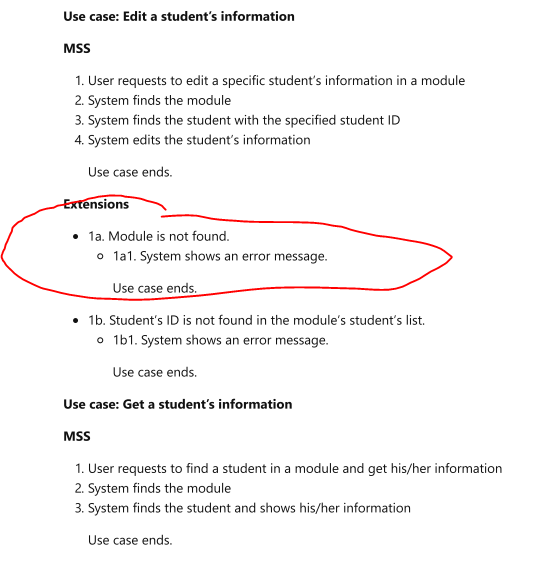 Use case: Edit a student's information
MSS
1. User requests to edit a specific student's information in a module
2. System finds the module
3. System finds the student with the specified student ID
4. System edits the student's information
Use case ends.
Extensions
• 1a. Module is not found.
○ 1a1. System shows an error message.
Use case ends.
• 1b. Student's ID is not found in the module's student's list.
○ 1b1. System shows an error message.
Use case ends.
Use case: Get a student's information
MSS
1. User requests to find a student in a module and get his/her information
2. System finds the module
3. System finds the student and shows his/her information
Use case ends.